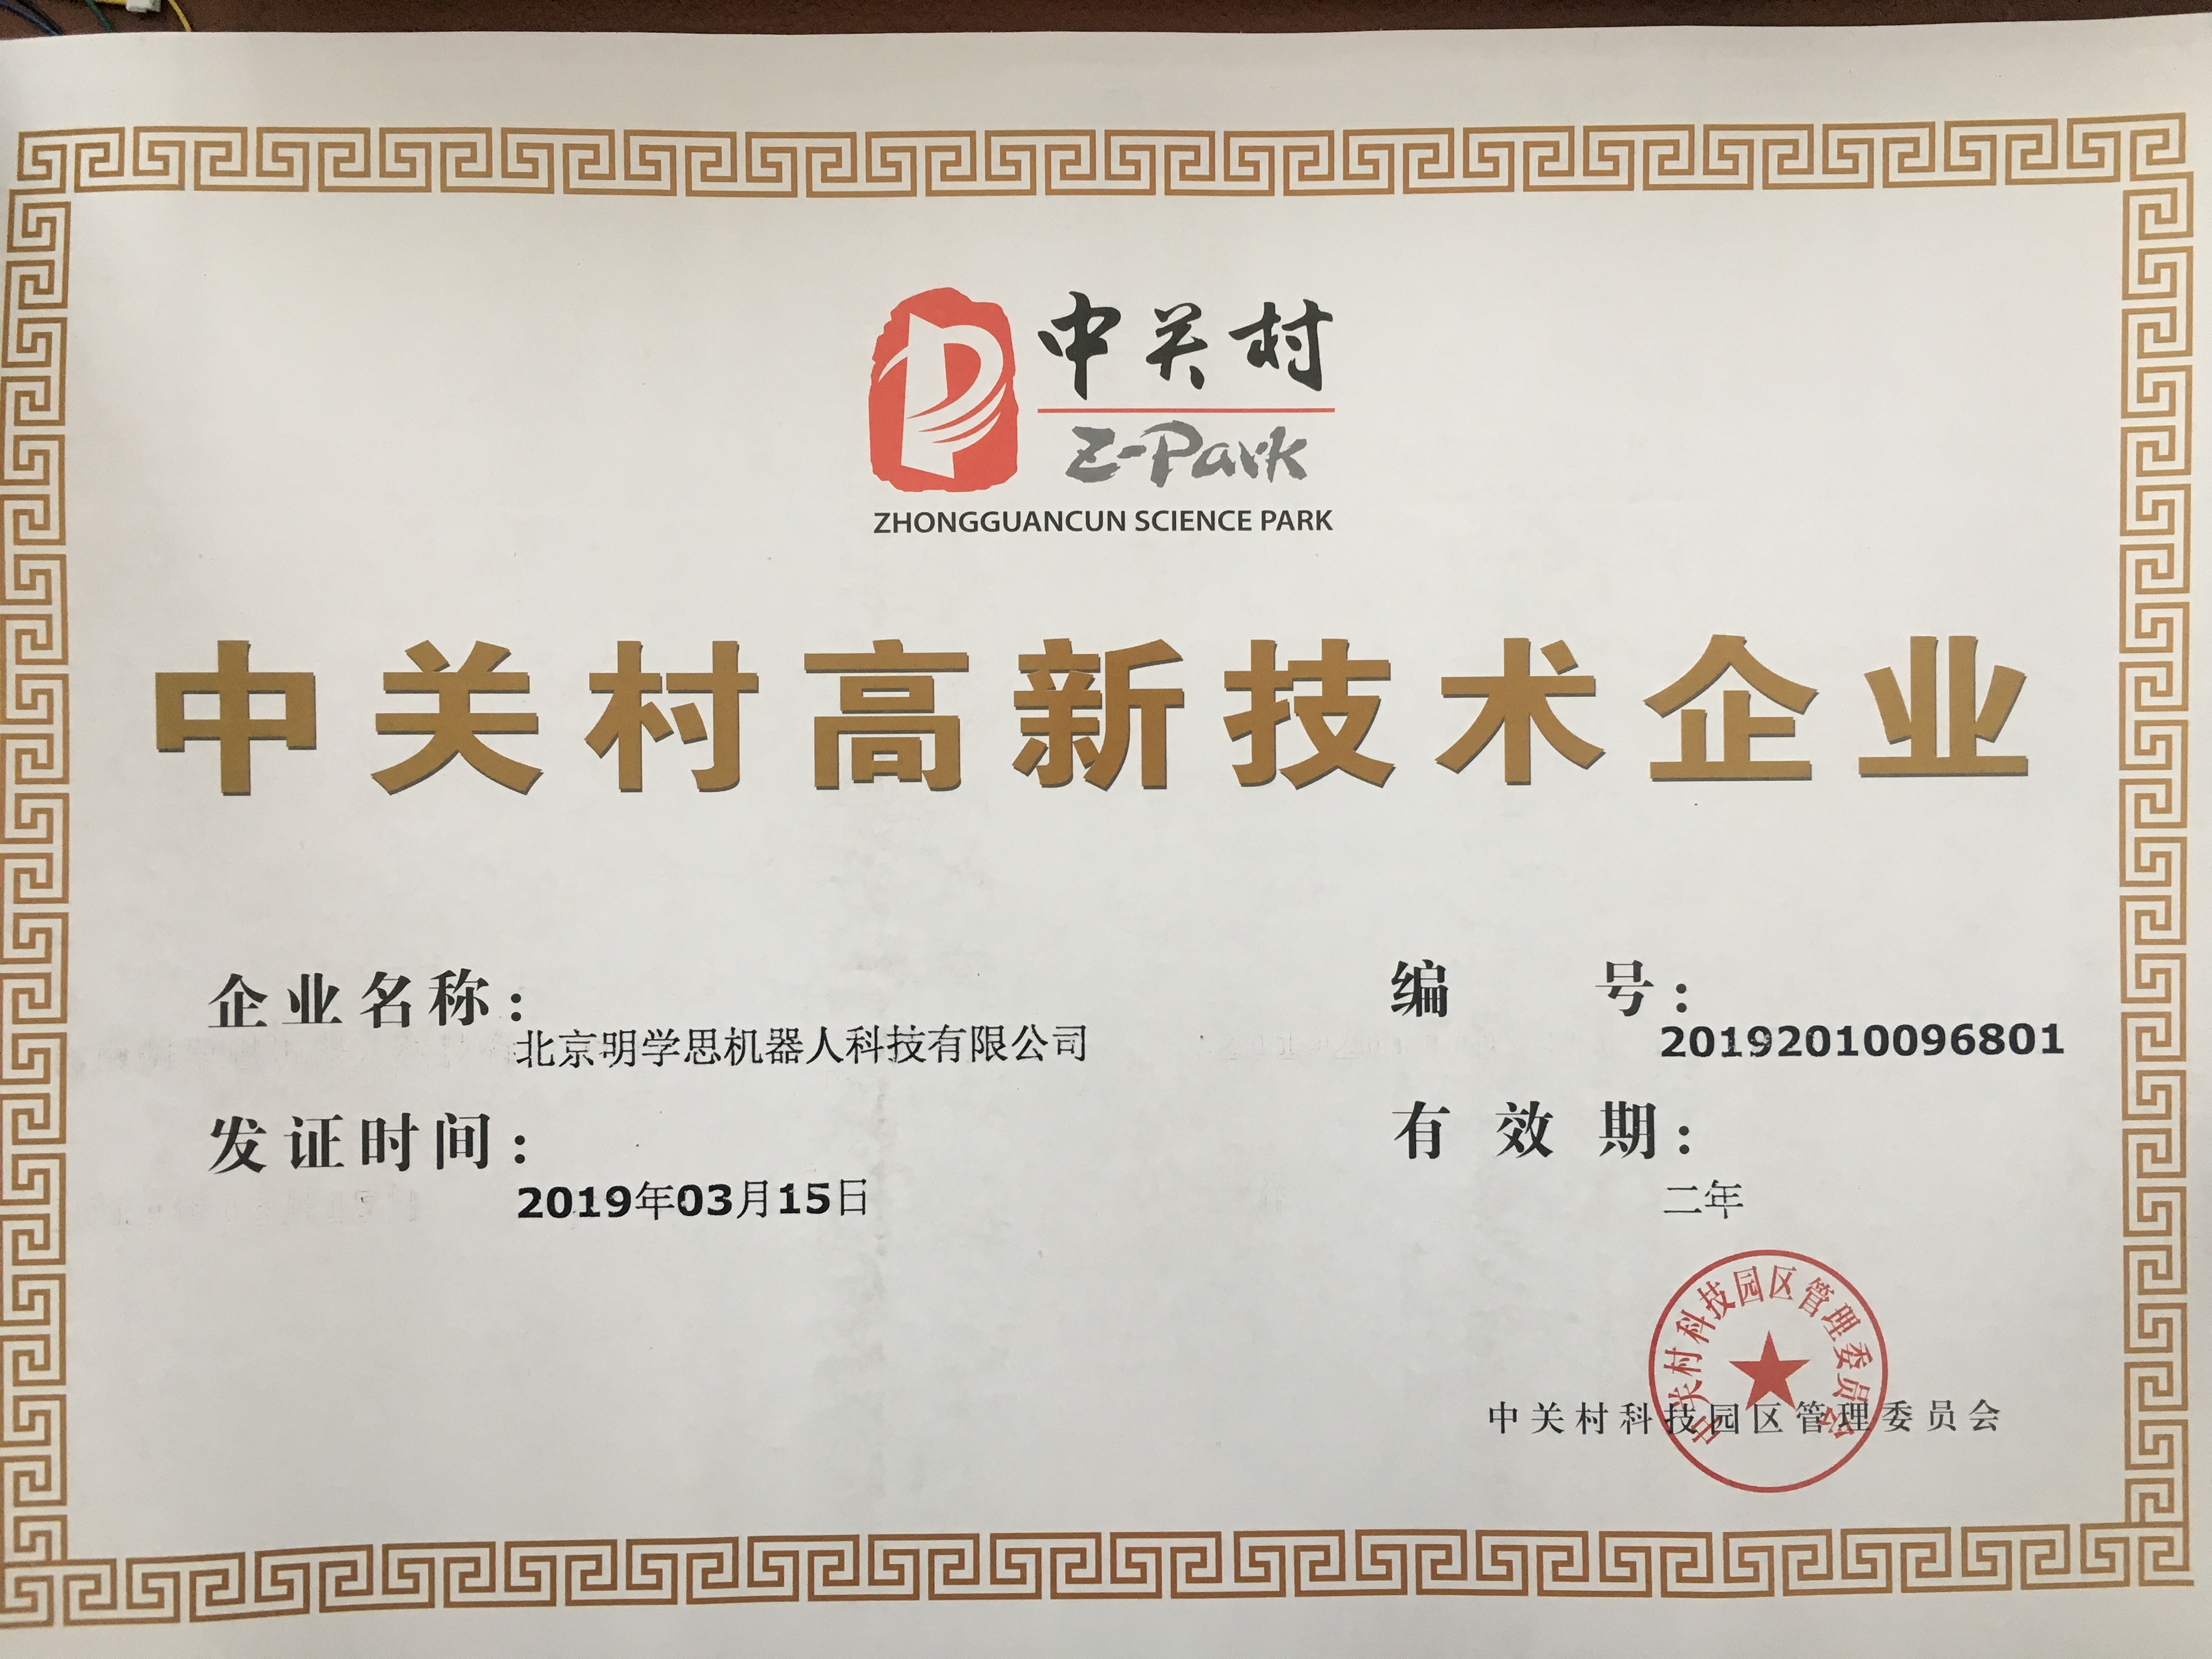 中关村
Z-Park
ZHONGGUANCUN SCIENCE PARK
中关村高新技术企业
企业名称：
北京明学思机器人科技有限公司
编 号：
20192010096801
发证时间：
2019年03月15日
有效期：
二年
中关村科技园区管理委员会
中关村科技园区管理委员会